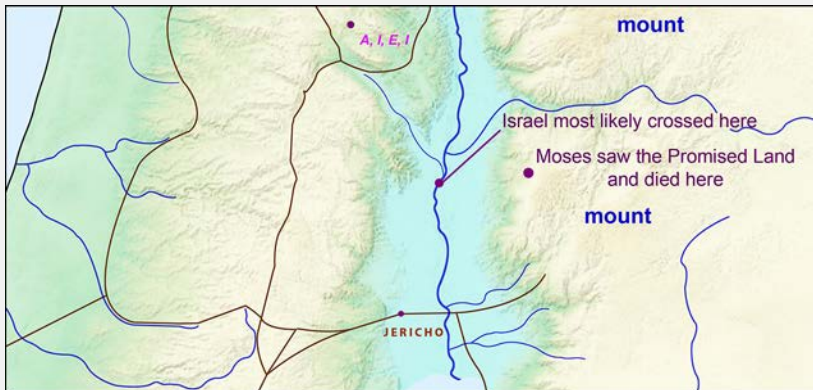 mount
A, I, E, I
Israel most likely crossed here
Moses saw the Promised Land
and died here
mount
JERICHO